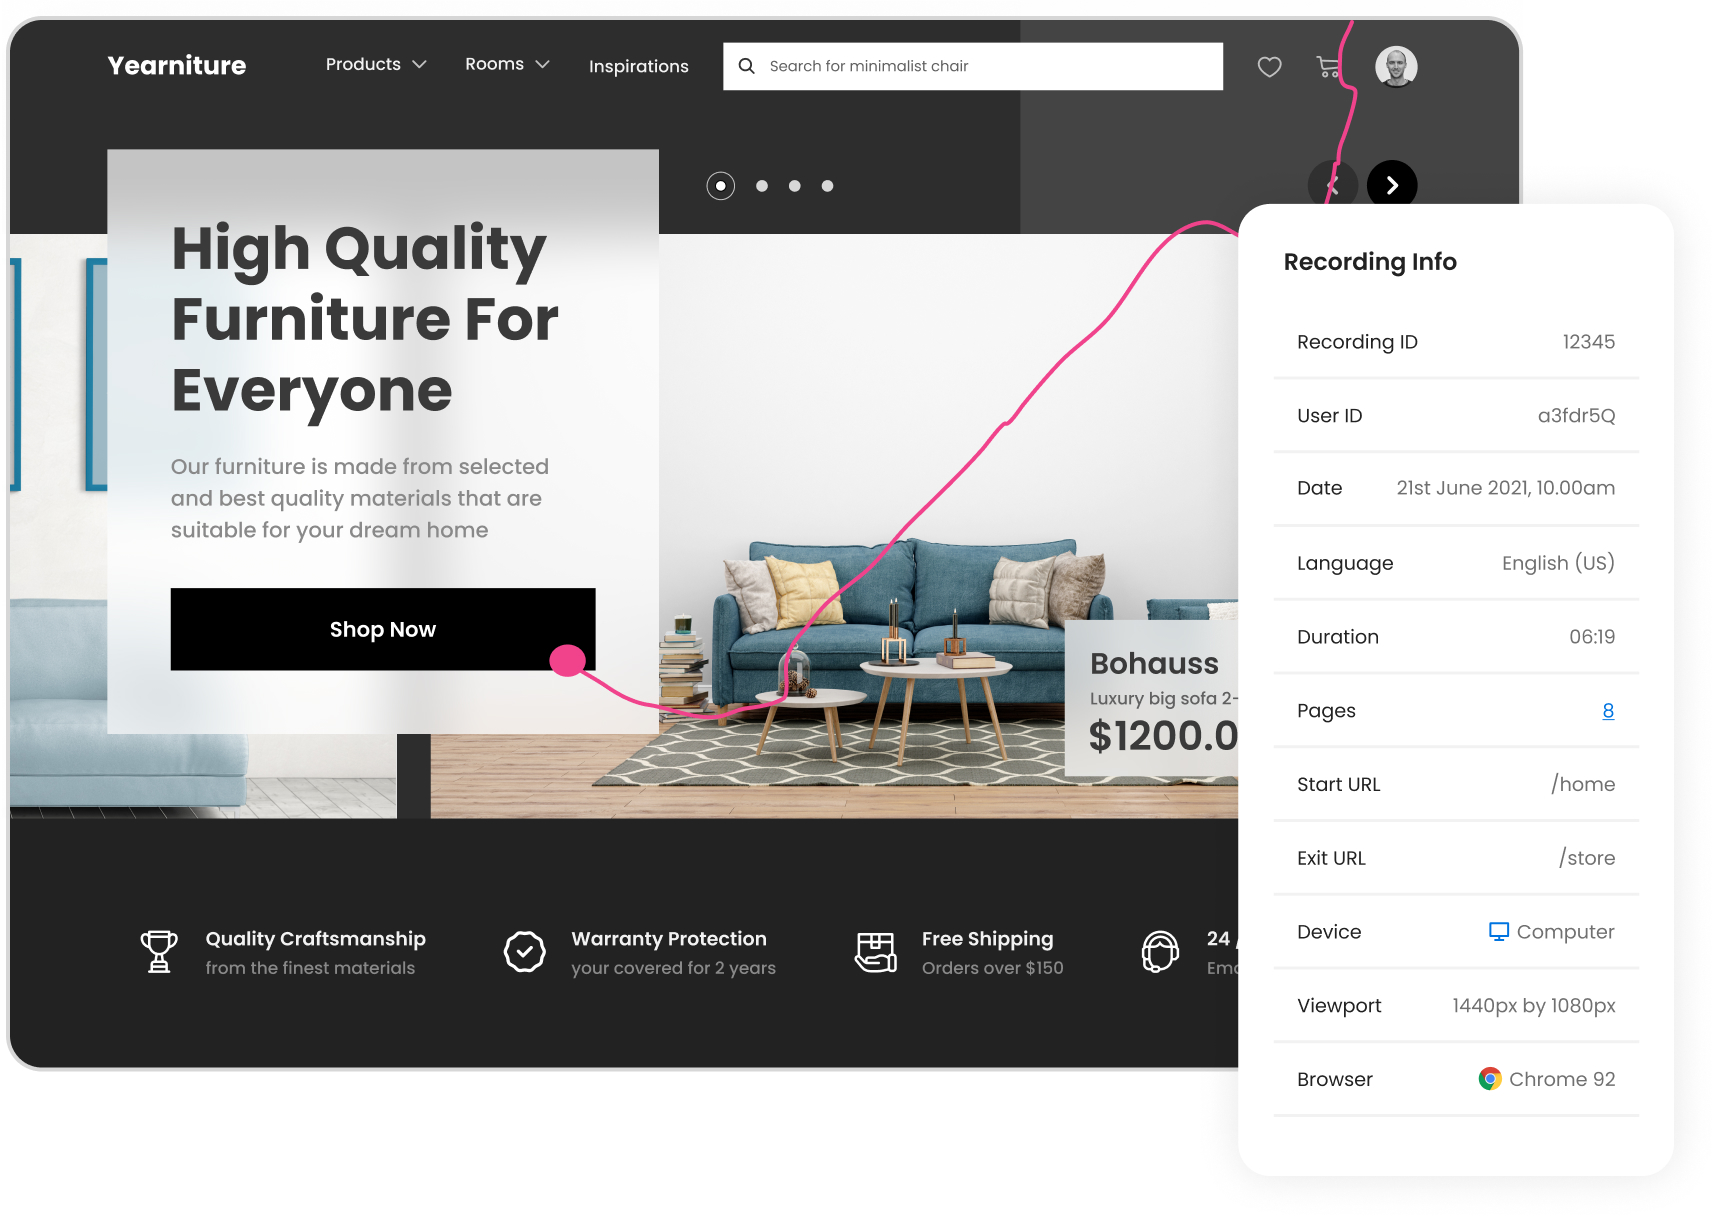 Yearniture
Products
Rooms
Inspirations
Search for minimalist chair
High Quality
Furniture For
Everyone
Our furniture is made from selected
and best quality materials that are
suitable for your dream home
Shop Now
Bohauss
Luxury big sofa 2-
$1200.0
Quality Craftsmanship
from the finest materials
Warranty Protection
your covered for 2 years
Free Shipping
Orders over $150
24
Recording Info
Recording ID 12345
User ID a3fdr5Q
Date 21st June 2021, 10.00am
Language English (US)
Duration 06:19
Pages 8
Start URL /home
Exit URL /store
Device Computer
Viewport 1440px by 1080px
Browser Chrome 92